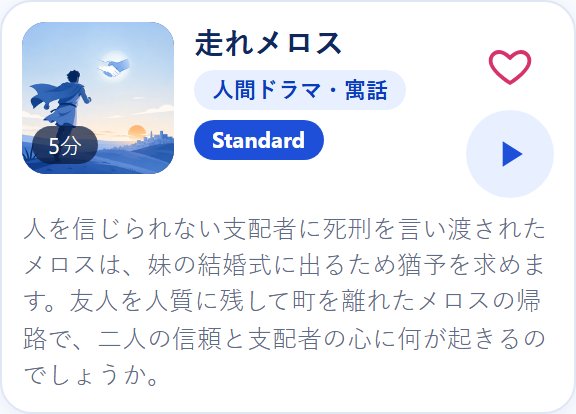 走れメロス
人間ドラマ・寓話
Standard
5分
人を信じられない支配者に死刑を言い渡された
メロスは、妹の結婚式に出るため猶予を求めま
す。友人を人質に残して町を離れたメロスの帰
路で、二人の信頼と支配者の心に何が起きるの
でしょうか。